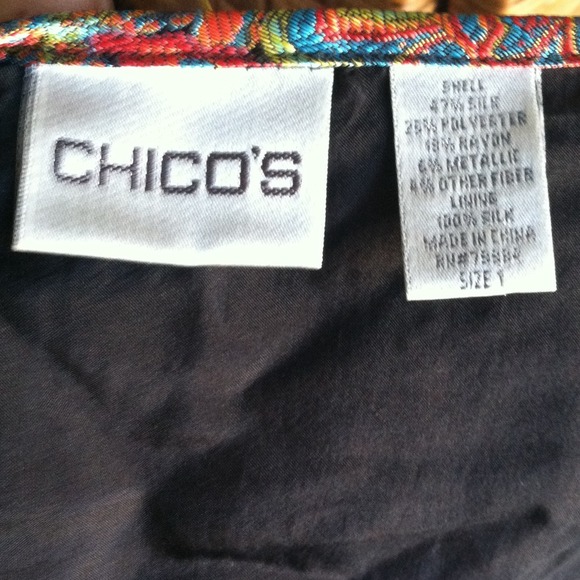 CHICO'S
SHELL
47% SILK
25% POLYESTER
18% RAYON
6% METALLIC
4% OTHER FIBER
LINING
100% SILK
MADE IN CHINA
SIZE 1